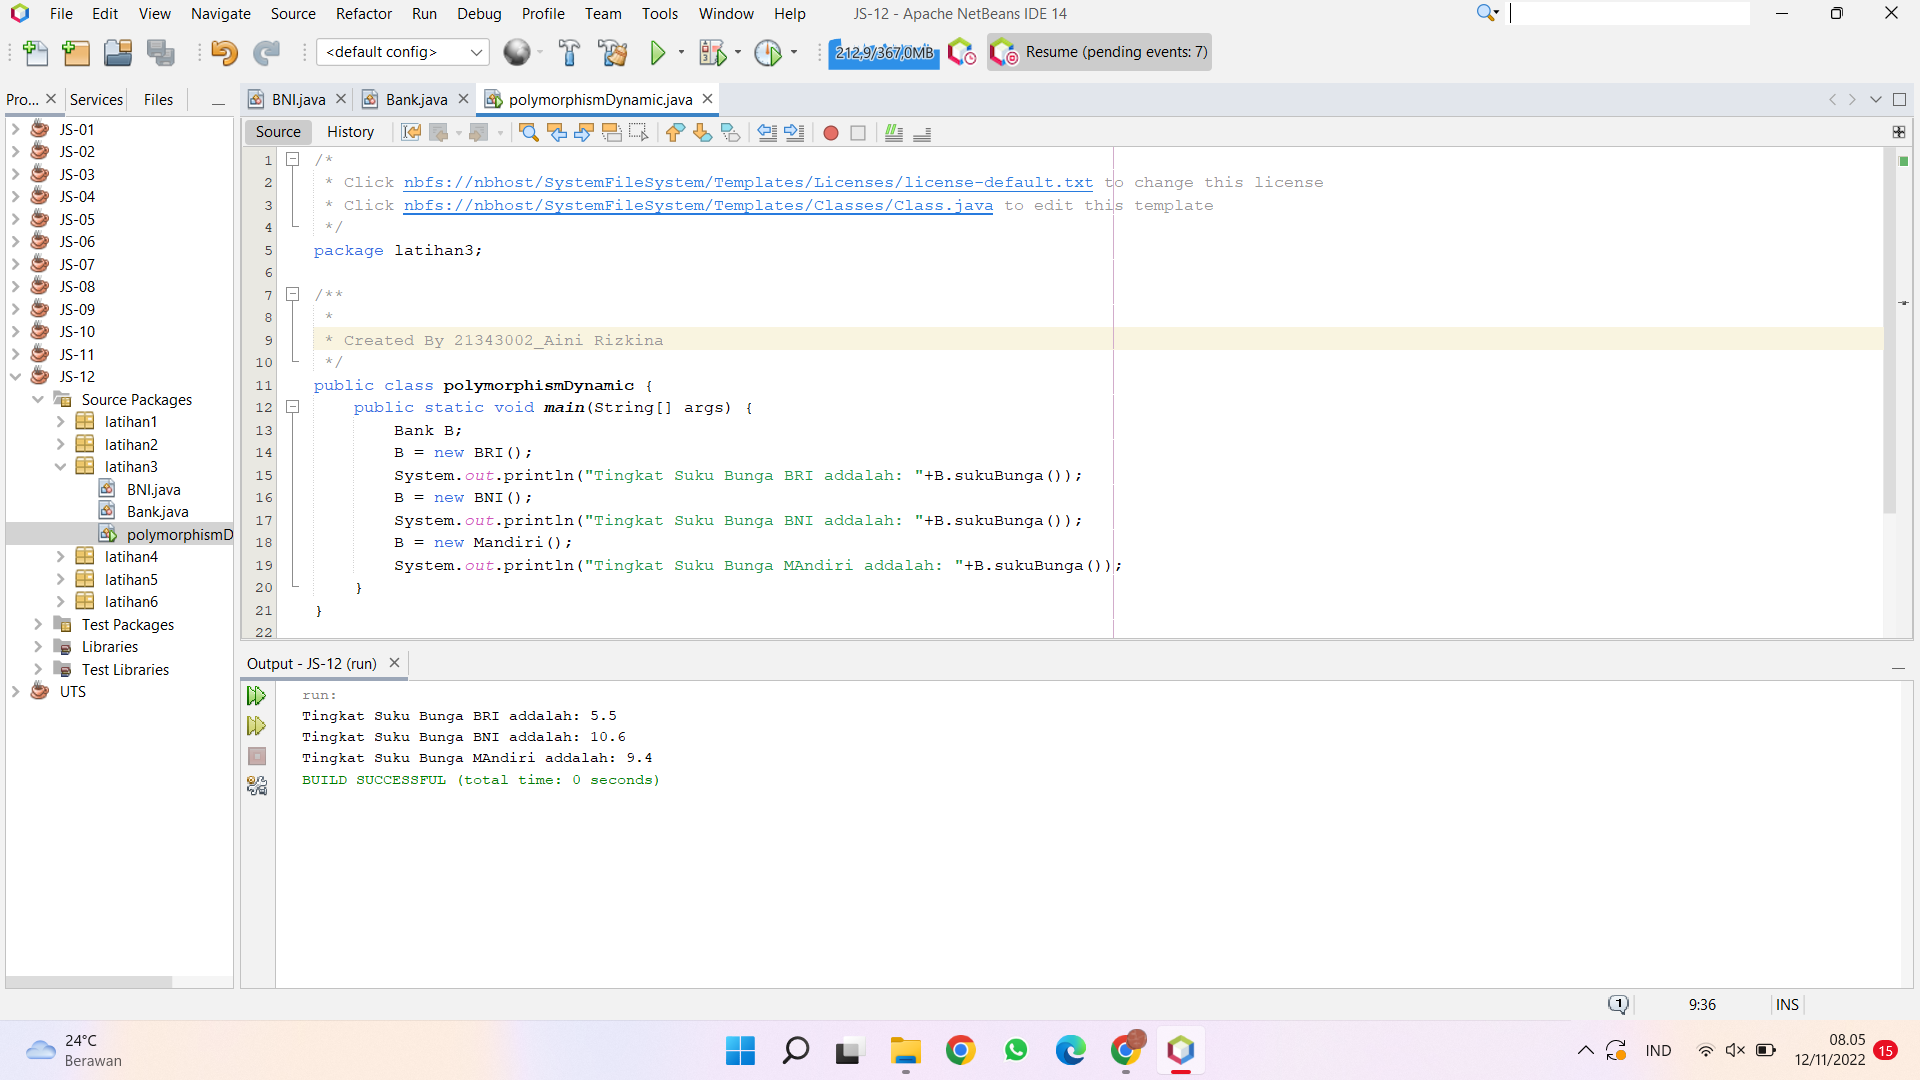 File Edit View Navigate Source Refactor Run Debug Profile Team Tools Window Help JS-12 - Apache NetBeans IDE 14
<default config> 212,9/367,0MB Resume (pending events: 7)
Pro... Services Files
BNI.java Bank.java polymorphismDynamic.java
Source History
JS-01
JS-02
JS-03
JS-04
JS-05
JS-06
JS-07
JS-08
JS-09
JS-10
JS-11
JS-12
Source Packages
latihan1
latihan2
latihan3
BNI.java
Bank.java
polymorphismD
latihan4
latihan5
latihan6
Test Packages
Libraries
Test Libraries
UTS
1 /*
2 * Click nbfs://nbhost/SystemFileSystem/Templates/Licenses/license-default.txt to change this license
3 * Click nbfs://nbhost/SystemFileSystem/Templates/Classes/Class.java to edit this template
4 */
5 package latihan3;
6
7 /**
8 *
9 * Created By 21343002_Aini Rizkina
10 */
11 public class polymorphismDynamic {
12 public static void main(String[] args) {
13 Bank B;
14 B = new BRI();
15 System.out.println("Tingkat Suku Bunga BRI addalah: "+B.sukuBunga());
16 B = new BNI();
17 System.out.println("Tingkat Suku Bunga BNI addalah: "+B.sukuBunga());
18 B = new Mandiri();
19 System.out.println("Tingkat Suku Bunga MAndiri addalah: "+B.sukuBunga());
20 }
21 }
22
Output - JS-12 (run)
run:
Tingkat Suku Bunga BRI addalah: 5.5
Tingkat Suku Bunga BNI addalah: 10.6
Tingkat Suku Bunga MAndiri addalah: 9.4
BUILD SUCCESSFUL (total time: 0 seconds)
1 9:36 INS
24°C
Berawan
IND
08.05
12/11/2022
15